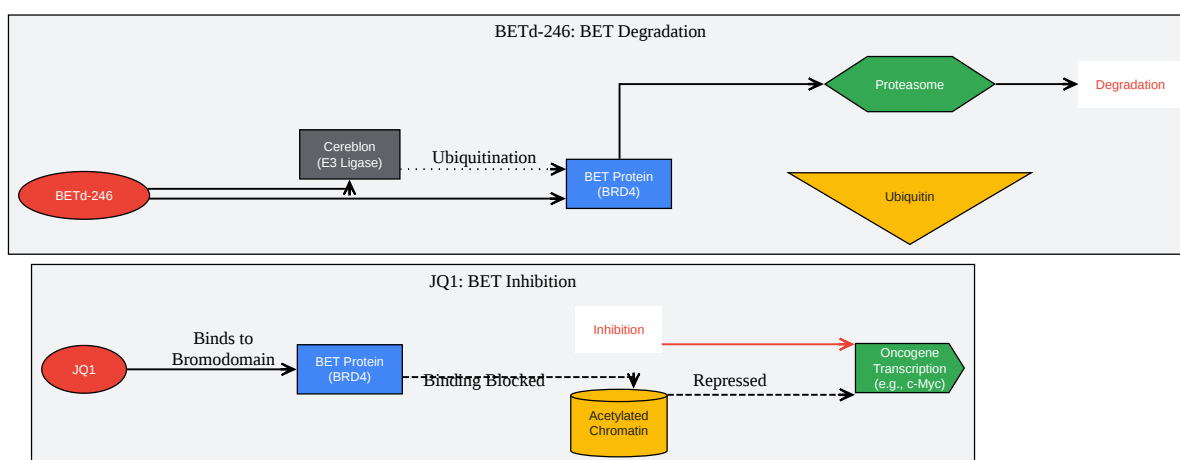 BETd-246: BET Degradation
Proteasome
Degradation
Cereblon
(E3 Ligase)
Ubiquitination
BET Protein
(BRD4)
BETd-246
Ubiquitin
JQ1: BET Inhibition
Inhibition
Binds to
Bromodomain
JQ1
BET Protein
(BRD4)
Binding Blocked
Repressed
Oncogene
Transcription
(e.g., c-Myc)
Acetylated
Chromatin